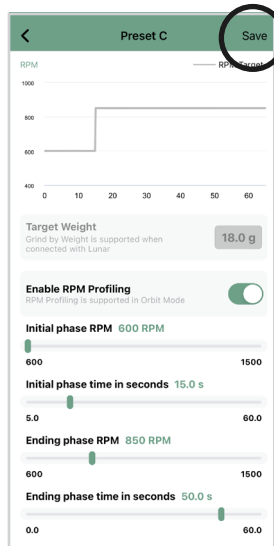 Preset C
Save
RPM
RPM Target
1000
800
600
400
0 10 20 30 40 50 60
Target Weight
Grind by Weight is supported when
connected with Lunar
18.0 g
Enable RPM Profiling
RPM Profiling is supported in Orbit Mode
Initial phase RPM 600 RPM
600 1500
Initial phase time in seconds 15.0 s
5.0 60.0
Ending phase RPM 850 RPM
600 1500
Ending phase time in seconds 50.0 s
0.0 60.0